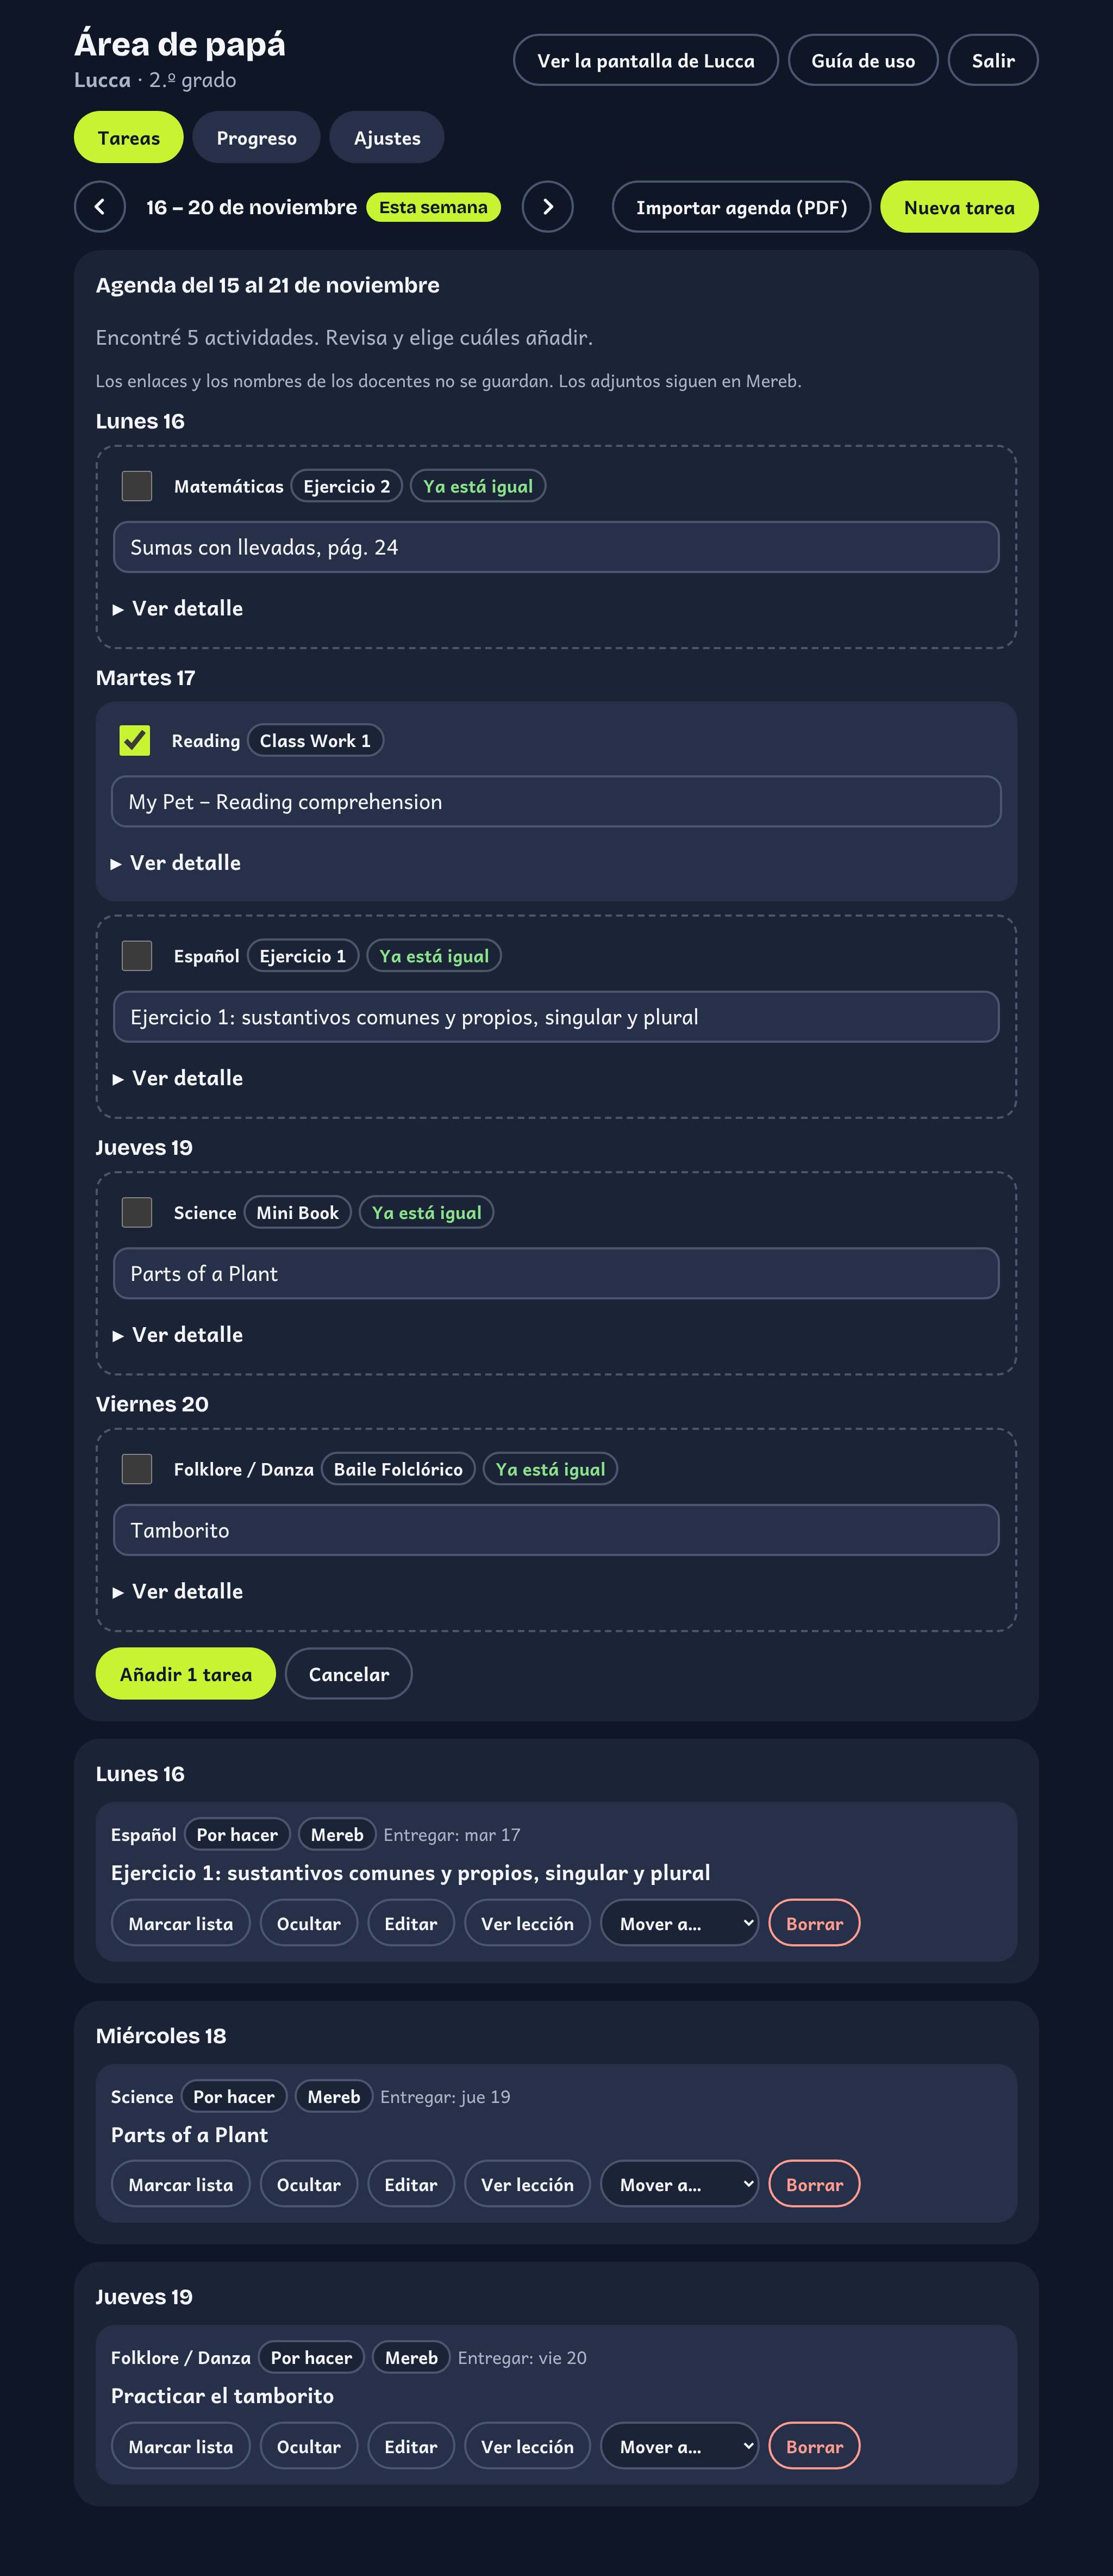 Área de papá
Lucca · 2.º grado
Ver la pantalla de Lucca
Guía de uso
Salir
Tareas
Progreso
Ajustes
16 – 20 de noviembre
Esta semana
Importar agenda (PDF)
Nueva tarea
Agenda del 15 al 21 de noviembre
Encontré 5 actividades. Revisa y elige cuáles añadir.
Los enlaces y los nombres de los docentes no se guardan. Los adjuntos siguen en Mereb.
Lunes 16
Matemáticas Ejercicio 2 Ya está igual
Sumas con llevadas, pág. 24
▸ Ver detalle
Martes 17
Reading Class Work 1
My Pet – Reading comprehension
▸ Ver detalle
Español Ejercicio 1 Ya está igual
Ejercicio 1: sustantivos comunes y propios, singular y plural
▸ Ver detalle
Jueves 19
Science Mini Book Ya está igual
Parts of a Plant
▸ Ver detalle
Viernes 20
Folklore / Danza Baile Folclórico Ya está igual
Tamborito
▸ Ver detalle
Añadir 1 tarea Cancelar
Lunes 16
Español Por hacer Mereb Entregar: mar 17
Ejercicio 1: sustantivos comunes y propios, singular y plural
Marcar lista Ocultar Editar Ver lección Mover a... Borrar
Miércoles 18
Science Por hacer Mereb Entregar: jue 19
Parts of a Plant
Marcar lista Ocultar Editar Ver lección Mover a... Borrar
Jueves 19
Folklore / Danza Por hacer Mereb Entregar: vie 20
Practicar el tamborito
Marcar lista Ocultar Editar Ver lección Mover a... Borrar